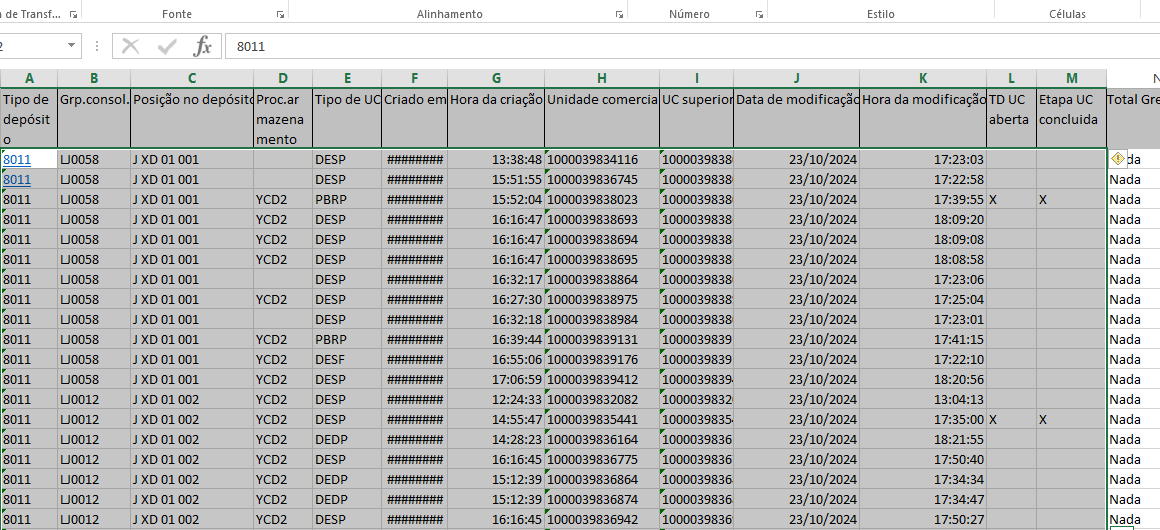 a de Transf... Fonte Alinhamento Número Estilo Células
2 fx 8011
A B C D E F G H I J K L M N
Tipo de depósit o Grp.consol. Posição no depósito Proc.ar mazena mento Tipo de UC Criado em Hora da criação Unidade comercia UC superior Data de modificação Hora da modificação TD UC aberta Etapa UC concluida Total Gre
8011 LJ0058 J XD 01 001 DESP ######## 13:38:48 1000039834116 1000039838 23/10/2024 17:23:03 da
8011 LJ0058 J XD 01 001 DESP ######## 15:51:55 1000039836745 1000039838 23/10/2024 17:22:58 Nada
8011 LJ0058 J XD 01 001 YCD2 PBRP ######## 15:52:04 1000039838023 1000039838 23/10/2024 17:39:55 X X Nada
8011 LJ0058 J XD 01 001 YCD2 DESP ######## 16:16:47 1000039838693 1000039838 23/10/2024 18:09:20 Nada
8011 LJ0058 J XD 01 001 YCD2 DESP ######## 16:16:47 1000039838694 1000039838 23/10/2024 18:09:08 Nada
8011 LJ0058 J XD 01 001 YCD2 DESP ######## 16:16:47 1000039838695 1000039838 23/10/2024 18:08:58 Nada
8011 LJ0058 J XD 01 001 DESP ######## 16:32:17 1000039838864 1000039838 23/10/2024 17:23:06 Nada
8011 LJ0058 J XD 01 001 YCD2 DESP ######## 16:27:30 1000039838975 1000039838 23/10/2024 17:25:04 Nada
8011 LJ0058 J XD 01 001 DESP ######## 16:32:18 1000039838984 1000039838 23/10/2024 17:23:01 Nada
8011 LJ0058 J XD 01 001 YCD2 PBRP ######## 16:39:44 1000039839131 1000039839 23/10/2024 17:41:15 Nada
8011 LJ0058 J XD 01 001 YCD2 DESF ######## 16:55:06 1000039839176 1000039839 23/10/2024 17:22:10 Nada
8011 LJ0058 J XD 01 001 YCD2 DESP ######## 17:06:59 1000039839412 1000039839 23/10/2024 18:20:56 Nada
8011 LJ0012 J XD 01 002 YCD2 DESP ######## 12:24:33 1000039832082 100003983 23/10/2024 13:04:13 Nada
8011 LJ0012 J XD 01 002 YCD2 DESP ######## 14:55:47 1000039835441 100003983 23/10/2024 17:35:00 X X Nada
8011 LJ0012 J XD 01 002 YCD2 DEDP ######## 14:28:23 1000039836164 1000039836 23/10/2024 18:21:55 Nada
8011 LJ0012 J XD 01 002 YCD2 DESP ######## 16:16:45 1000039836775 1000039836 23/10/2024 17:50:40 Nada
8011 LJ0012 J XD 01 002 YCD2 DEDP ######## 15:12:39 1000039836864 1000039836 23/10/2024 17:34:34 Nada
8011 LJ0012 J XD 01 002 YCD2 DEDP ######## 15:12:39 1000039836874 1000039836 23/10/2024 17:34:47 Nada
8011 LJ0012 J XD 01 002 YCD2 DESP ######## 16:16:45 1000039836942 1000039836 23/10/2024 17:50:27 Nada